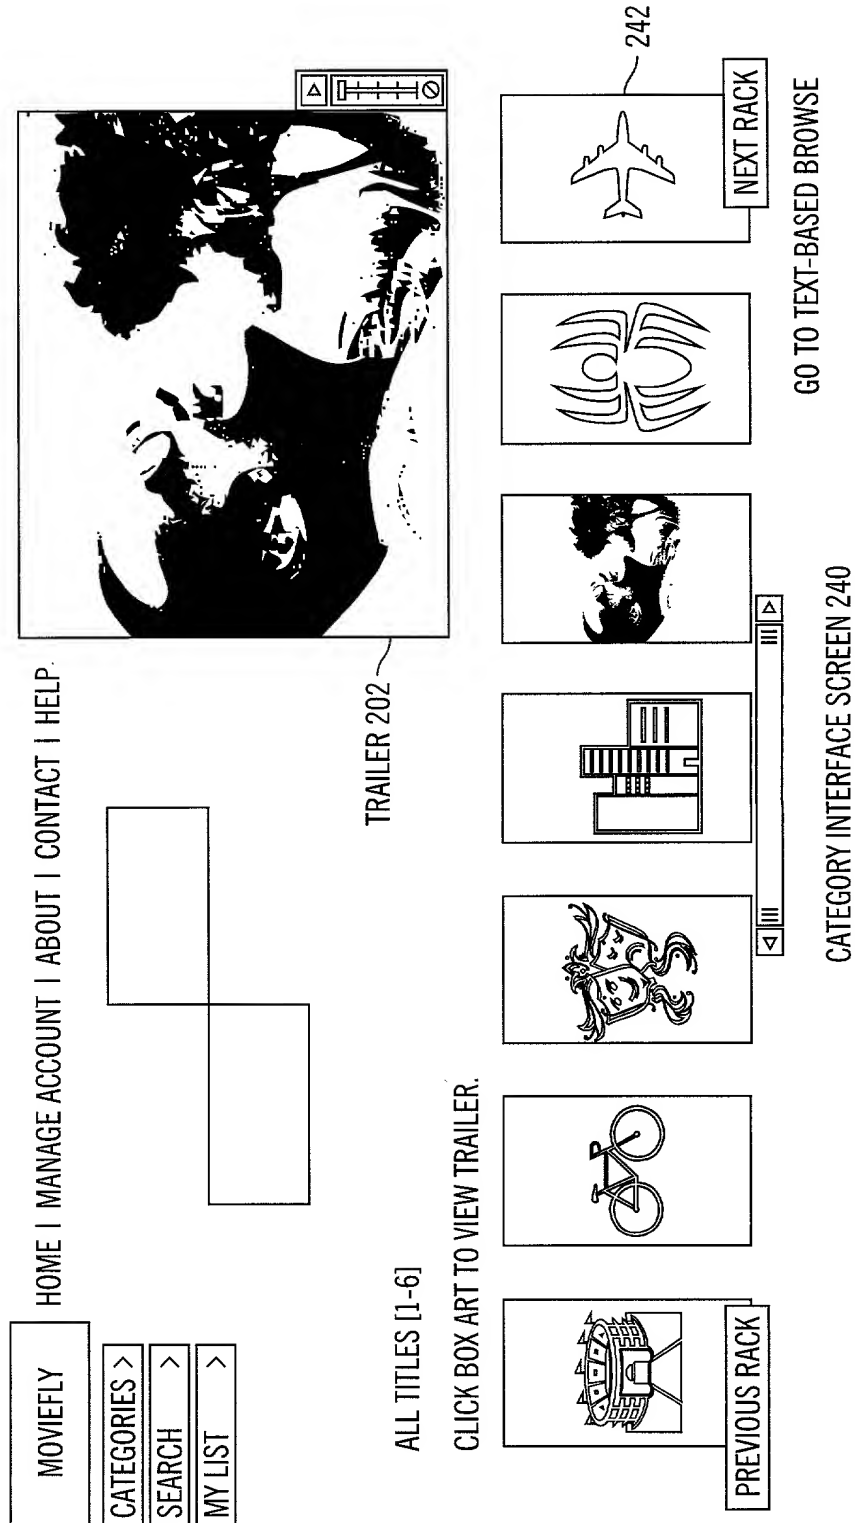 MOVIEFLY
HOME | MANAGE ACCOUNT | ABOUT | CONTACT | HELP.
CATEGORIES >
SEARCH >
MY LIST >
TRAILER 202
ALL TITLES [1-6]
CLICK BOX ART TO VIEW TRAILER.
242
PREVIOUS RACK
NEXT RACK
GO TO TEXT-BASED BROWSE
CATEGORY INTERFACE SCREEN 240